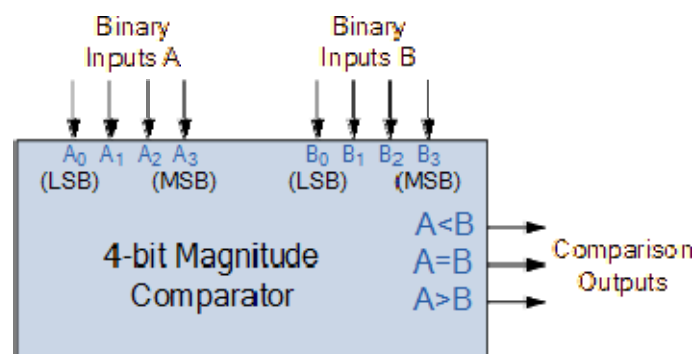 Binary Inputs A
Binary Inputs B
A₀ A₁ A₂ A₃
B₀ B₁ B₂ B₃
(LSB) (MSB)
(LSB) (MSB)
A<B
A=B
A>B
4-bit Magnitude
Comparator
Comparison
Outputs